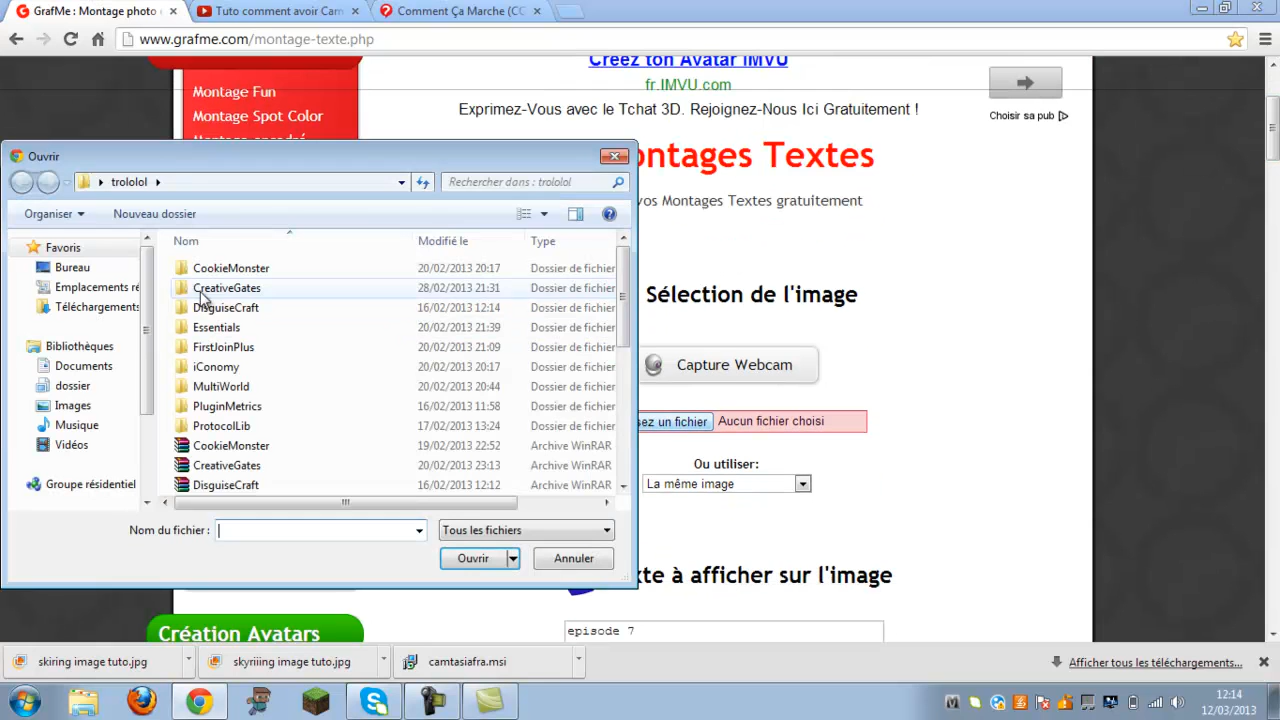 GrafMe : Montage photo
Tuto comment avoir Cam
Comment Ça Marche (CC
www.grafme.com/montage-texte.php
Montage Fun
Montage Spot Color
Créez ton Avatar IMVU
fr.IMVU.com
Exprimez-Vous avec le Tchat 3D. Rejoignez-Nous Ici Gratuitement !
Choisir sa pub
ontages Textes
vos Montages Textes gratuitement
Ouvrir
trololol
Rechercher dans : trololol
Organiser
Nouveau dossier
Favoris
Bureau
Emplacements ré
Téléchargements
Bibliothèques
Documents
dossier
Images
Musique
Vidéos
Groupe résidentiel
Nom Modifié le Type
CookieMonster 20/02/2013 20:17 Dossier de fichier
CreativeGates 28/02/2013 21:31 Dossier de fichier
DisguiseCraft 16/02/2013 12:14 Dossier de fichier
Essentials 20/02/2013 21:39 Dossier de fichier
FirstJoinPlus 20/02/2013 21:09 Dossier de fichier
iConomy 20/02/2013 20:17 Dossier de fichier
MultiWorld 20/02/2013 20:44 Dossier de fichier
PluginMetrics 16/02/2013 11:58 Dossier de fichier
ProtocolLib 17/02/2013 13:24 Dossier de fichier
CookieMonster 19/02/2013 22:52 Archive WinRAR
CreativeGates 20/02/2013 23:13 Archive WinRAR
DisguiseCraft 16/02/2013 12:12 Archive WinRAR
Nom du fichier :
Tous les fichiers
Ouvrir
Annuler
Sélection de l'image
Capture Webcam
sez un fichier Aucun fichier choisi
Ou utiliser:
La même image
xte à afficher sur l'image
episode 7
Création Avatars
skiring image tuto.jpg
skyriiing image tuto.jpg
camtasiafra.msi
Afficher tous les téléchargements...
12:14
12/03/2013